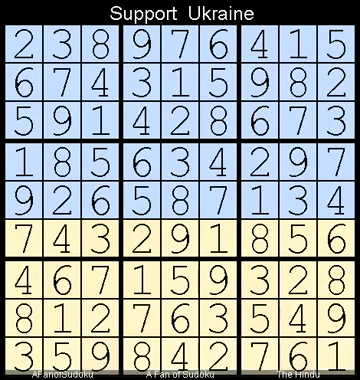 Support Ukraine
2 3 8 9 7 6 4 1 5
6 7 4 3 1 5 9 8 2
5 9 1 4 2 8 6 7 3
1 8 5 6 3 4 2 9 7
9 2 6 5 8 7 1 3 4
7 4 3 2 9 1 8 5 6
4 6 7 1 5 9 3 2 8
8 1 2 7 6 3 5 4 9
3 5 9 8 4 2 7 6 1
AFanofSudoku A Fan of Sudoku The Hindu